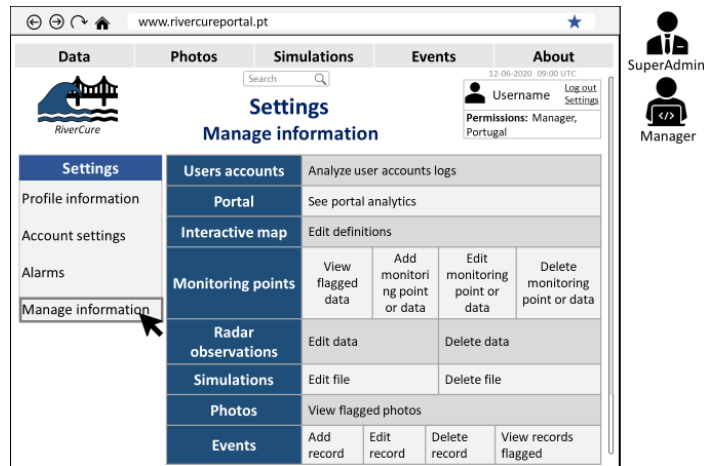 www.rivercureportal.pt
Data Photos Simulations Events About
12-06-2020 09:00 UTC
Search
Username
Log out
Settings
Permissions: Manager,
Portugal
RiverCure
Settings
Manage information
Settings
Profile information
Account settings
Alarms
Manage information
Users accounts
Analyze user accounts logs
Portal
See portal analytics
Interactive map
Edit definitions
Monitoring points
View
flagged
data
Add
monitori
ng point
or data
Edit
monitoring
point or
data
Delete
monitoring
point or data
Radar
observations
Edit data
Delete data
Simulations
Edit file
Delete file
Photos
View flagged photos
Events
Add
record
Edit
record
Delete
record
View records
flagged
SuperAdmin
</>
Manager